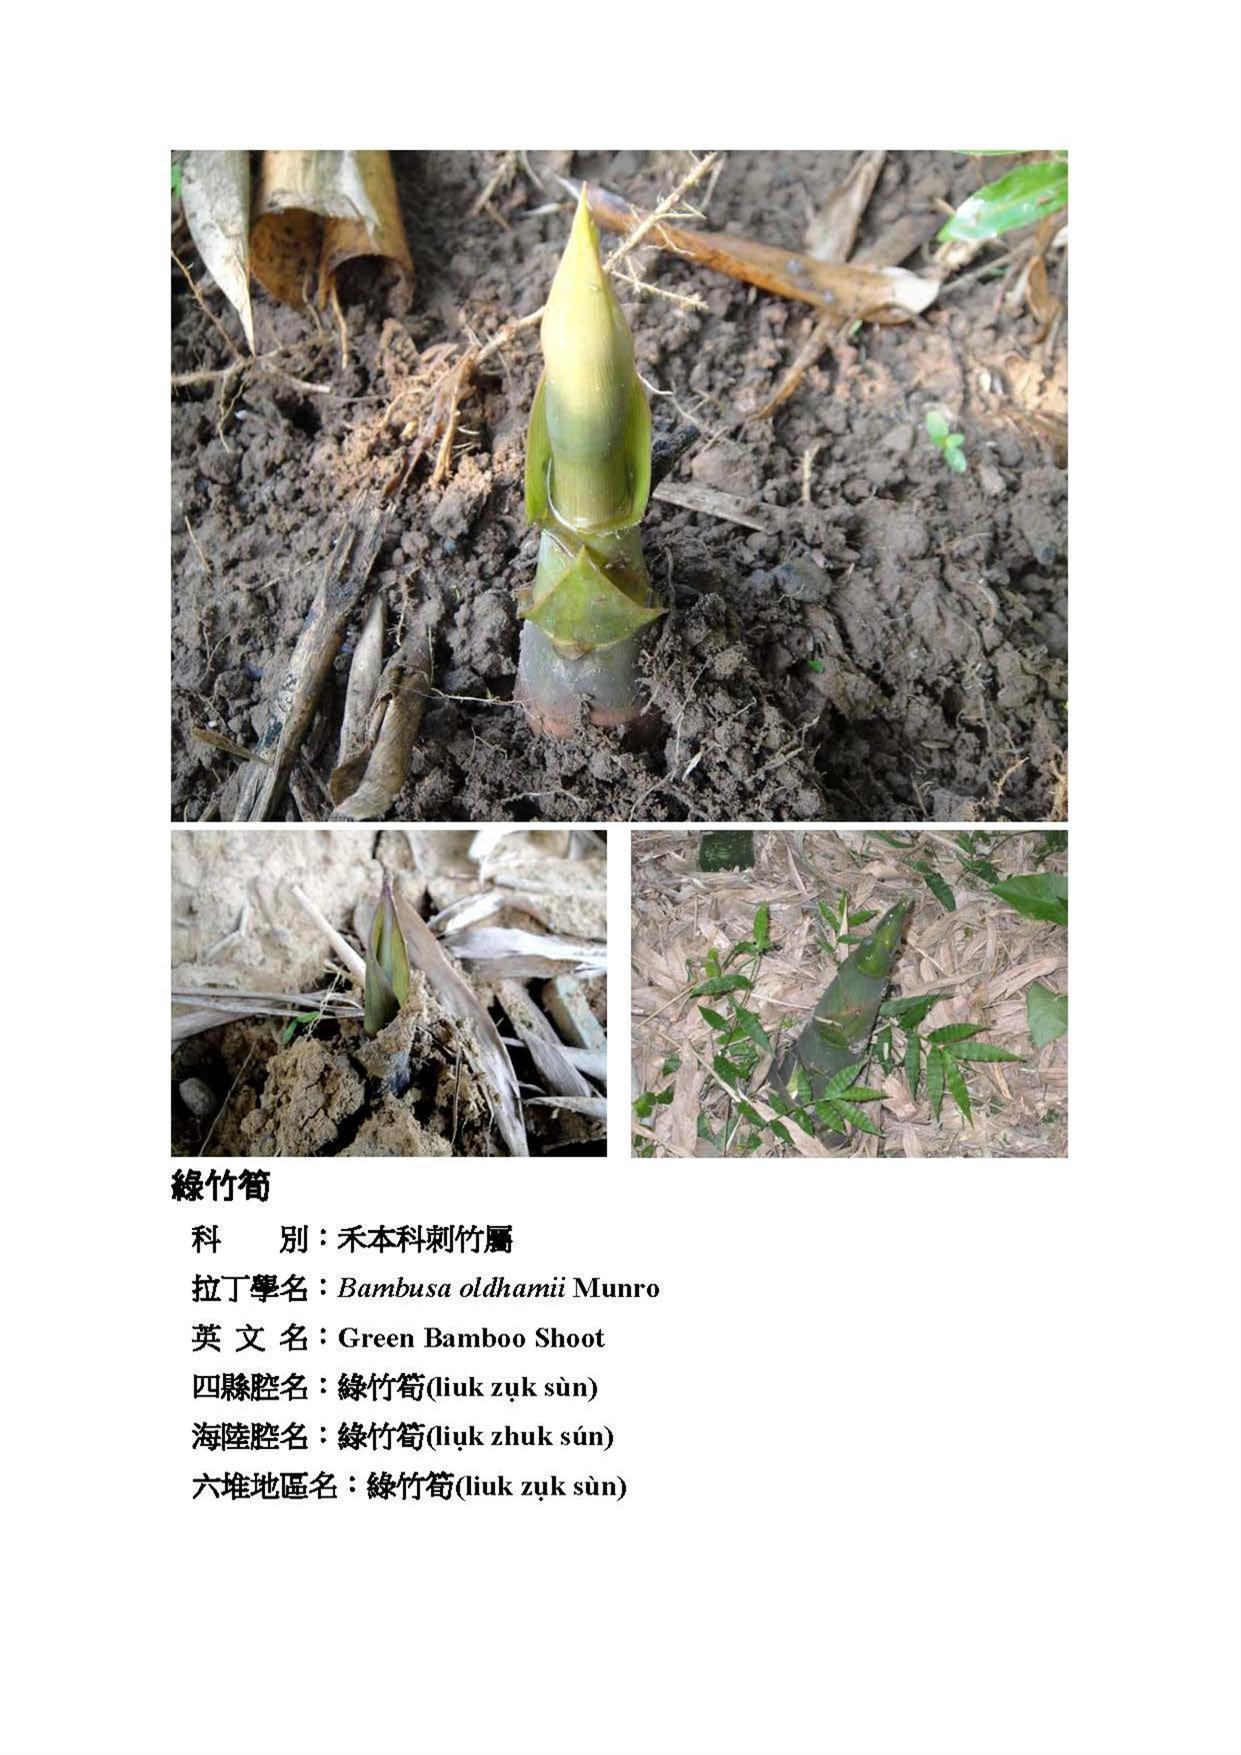 綠竹筍
科　　別：禾本科刺竹屬
拉丁學名：Bambusa oldhamii Munro
英 文 名：Green Bamboo Shoot
四縣腔名：綠竹筍(liuk zụk sùn)
海陸腔名：綠竹筍(liụk zhuk sún)
六堆地區名：綠竹筍(liuk zụk sùn)